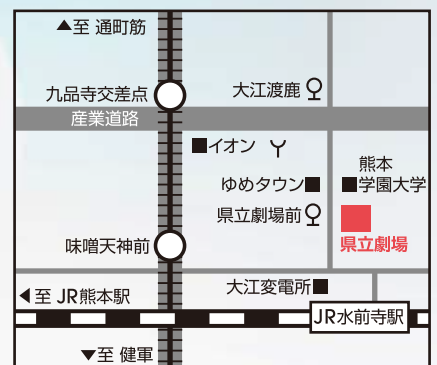 ▲至 通町筋
九品寺交差点
大江渡鹿
産業道路
■イオン
熊本
ゆめタウン■
■学園大学
県立劇場前
県立劇場
味噌天神前
大江変電所■
◀至 JR熊本駅
JR水前寺駅
▼至 健軍